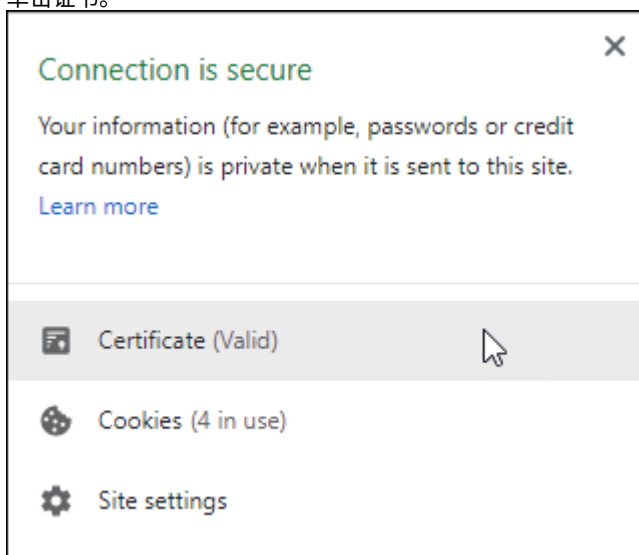 单击证书。
Connection is secure
Your information (for example, passwords or credit
card numbers) is private when it is sent to this site.
Learn more
Certificate (Valid)
Cookies (4 in use)
Site settings